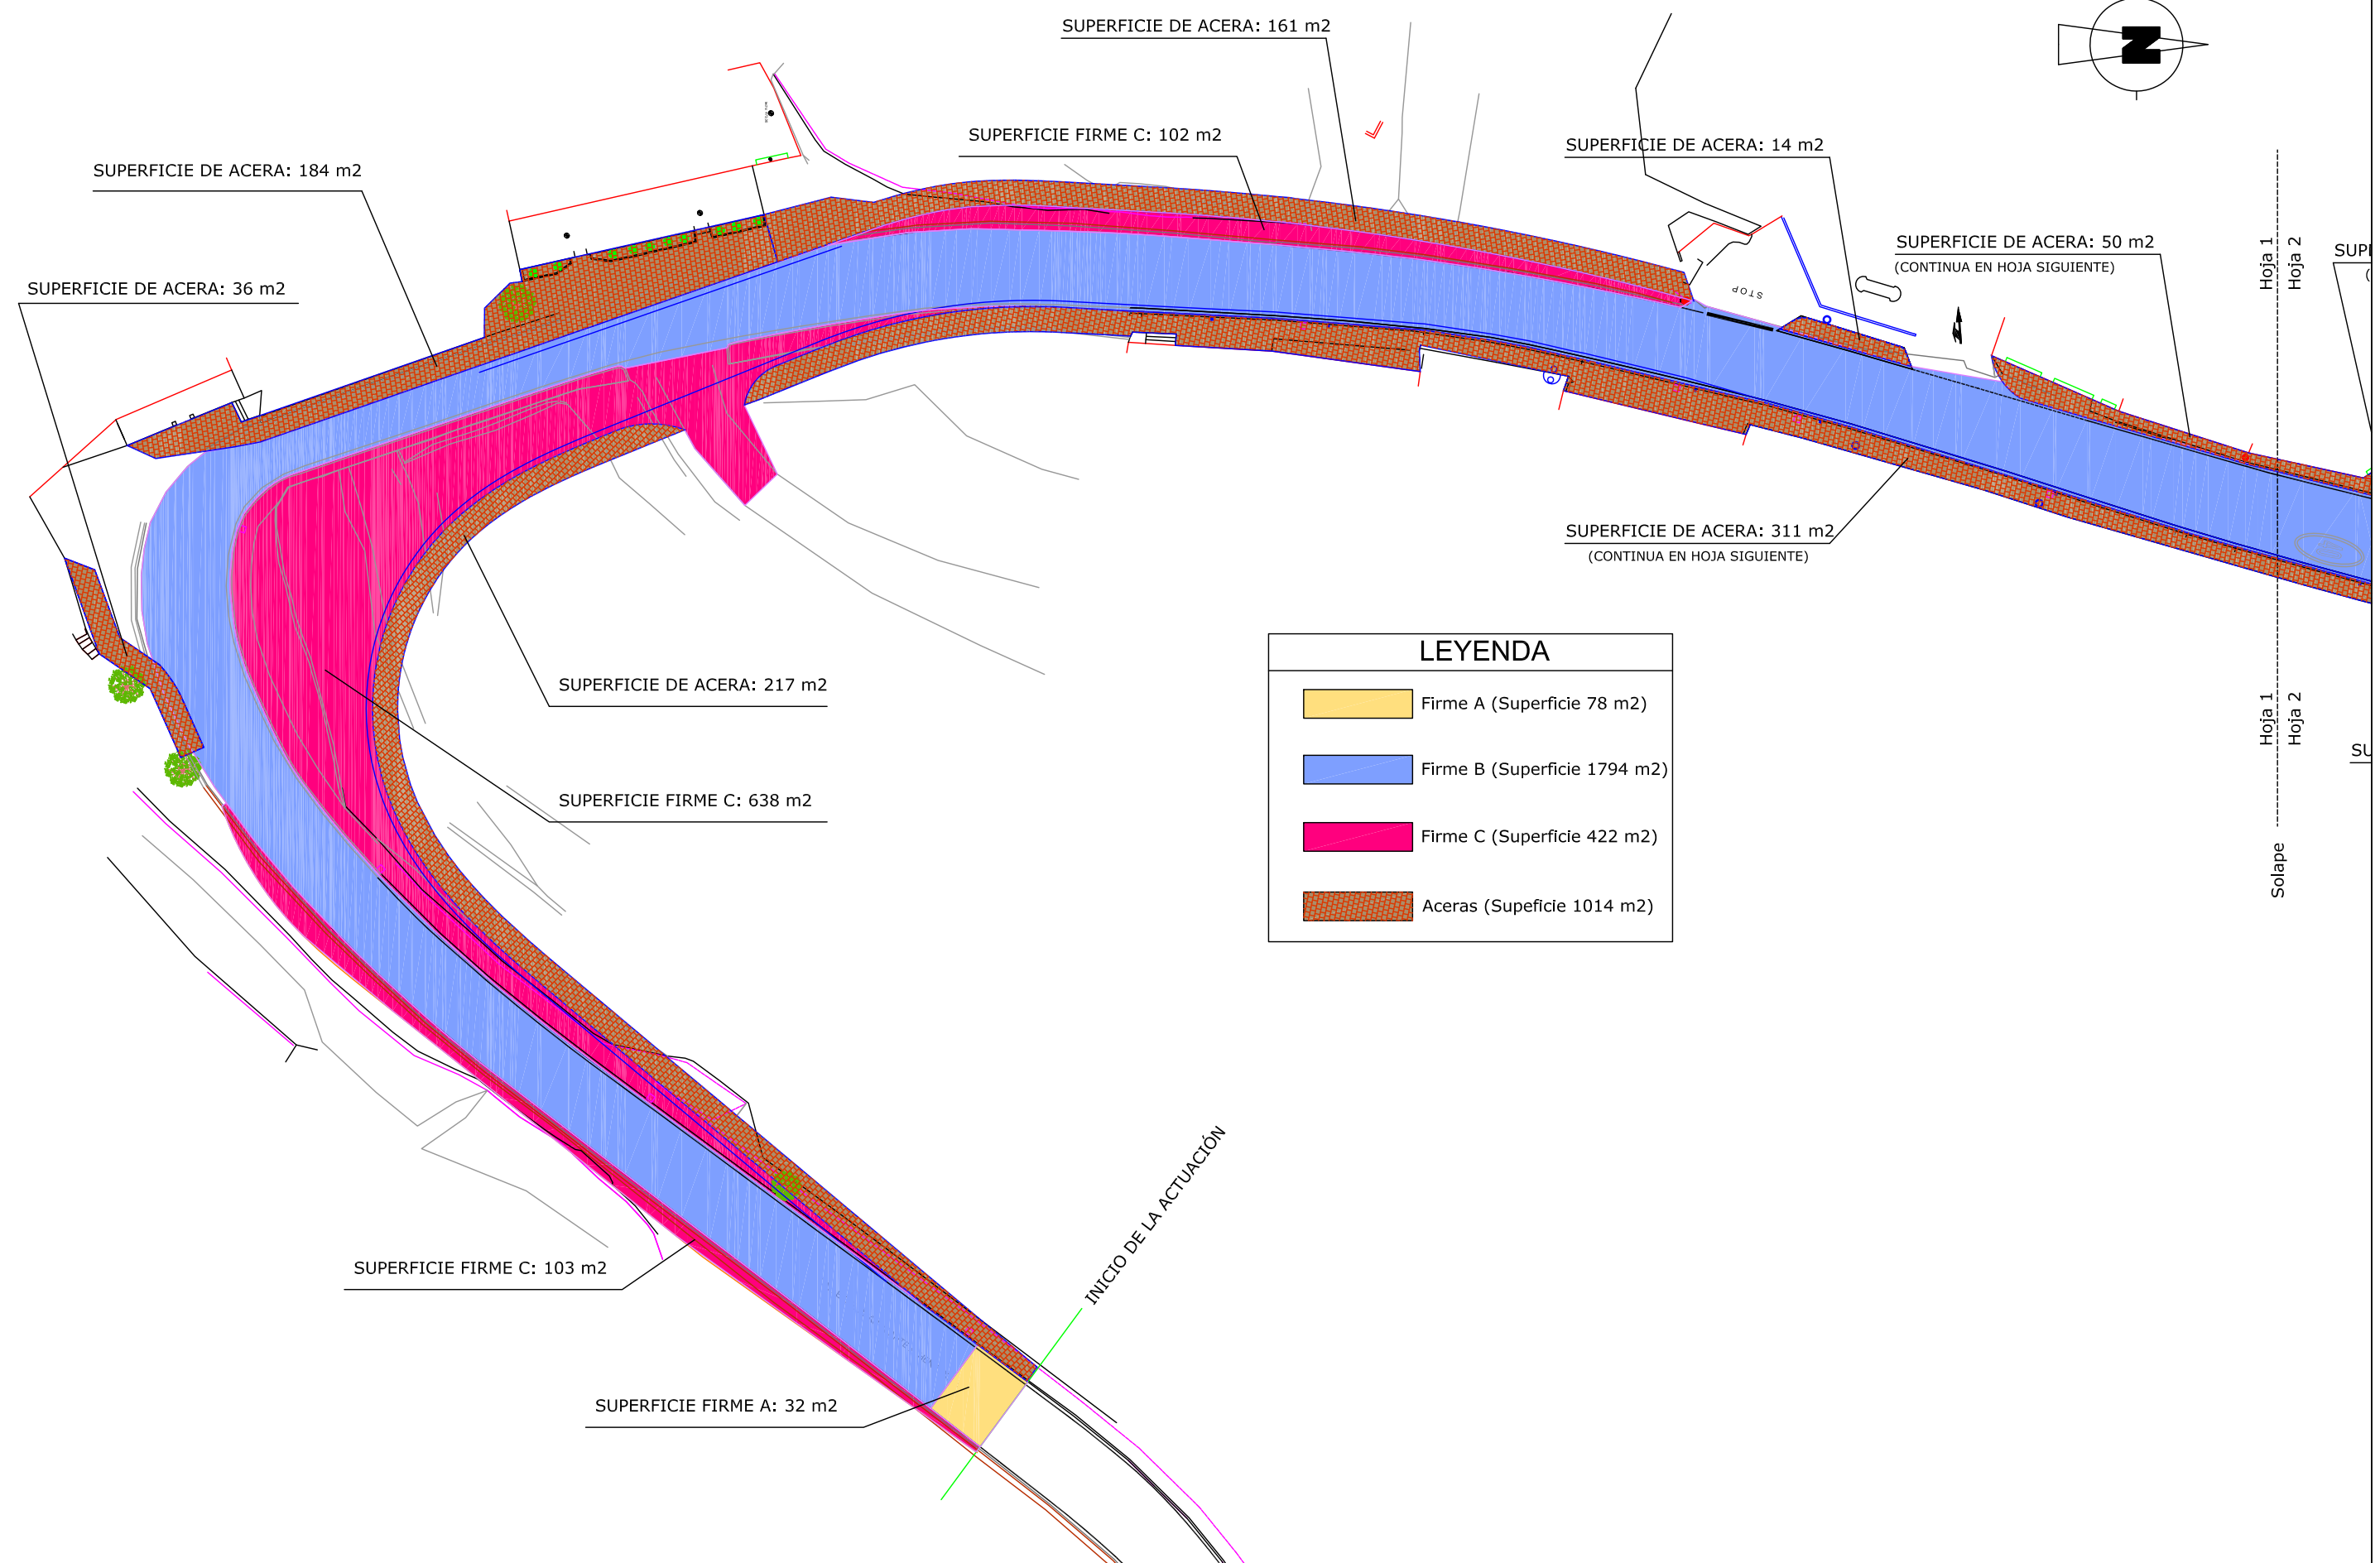 SUPERFICIE DE ACERA: 161 m2
N
SUPERFICIE FIRME C: 102 m2
SUPERFICIE DE ACERA: 14 m2
SUPERFICIE DE ACERA: 184 m2
SUPERFICIE DE ACERA: 50 m2
(CONTINUA EN HOJA SIGUIENTE)
Hoja 1
Hoja 2
SUPERFICIE DE ACERA: 36 m2
STOP
SUPERFICIE DE ACERA: 311 m2
(CONTINUA EN HOJA SIGUIENTE)
SUPERFICIE DE ACERA: 217 m2
SUPERFICIE FIRME C: 638 m2
LEYENDA
Firme A (Superficie 78 m2)
Firme B (Superficie 1794 m2)
Firme C (Superficie 422 m2)
Aceras (Supeficie 1014 m2)
Hoja 1
Hoja 2
Solape
INICIO DE LA ACTUACIÓN
SUPERFICIE FIRME C: 103 m2
SUPERFICIE FIRME A: 32 m2